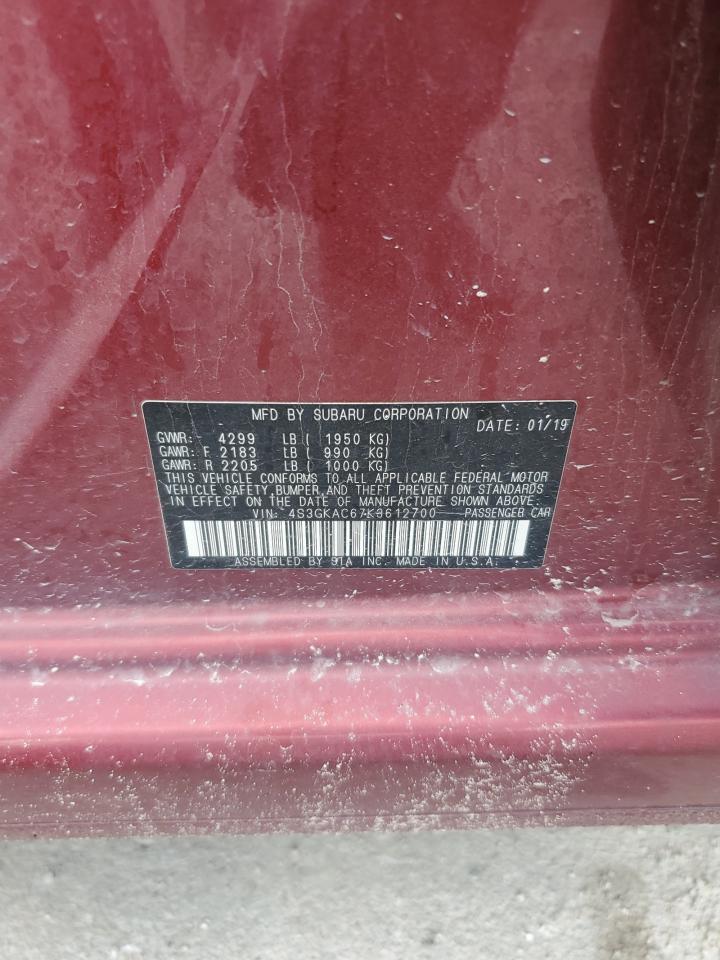 MFD BY SUBARU CORPORATION
DATE: 01/19
GVWR: 4299 LB ( 1950 KG)
GAWR: F 2183 LB ( 990 KG)
GAWR: R 2205 LB ( 1000 KG)
THIS VEHICLE CONFORMS TO ALL APPLICABLE FEDERAL MOTOR
VEHICLE SAFETY, BUMPER, AND THEFT PREVENTION STANDARDS
IN EFFECT ON THE DATE OF MANUFACTURE SHOWN ABOVE.
VIN: 4S3GKAC67K3612700 PASSENGER CAR
ASSEMBLED BY SIA INC. MADE IN U.S.A.